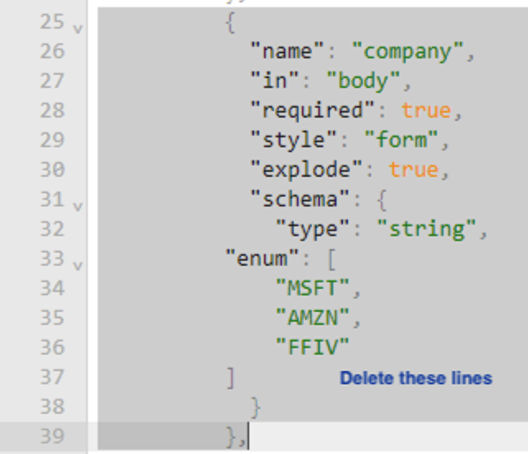 25 {
26 "name": "company",
27 "in": "body",
28 "required": true,
29 "style": "form",
30 "explode": true,
31 "schema": {
32 "type": "string",
33 "enum": [
34 "MSFT",
35 "AMZN",
36 "FFIV"
37 ] Delete these lines
38 }
39 },